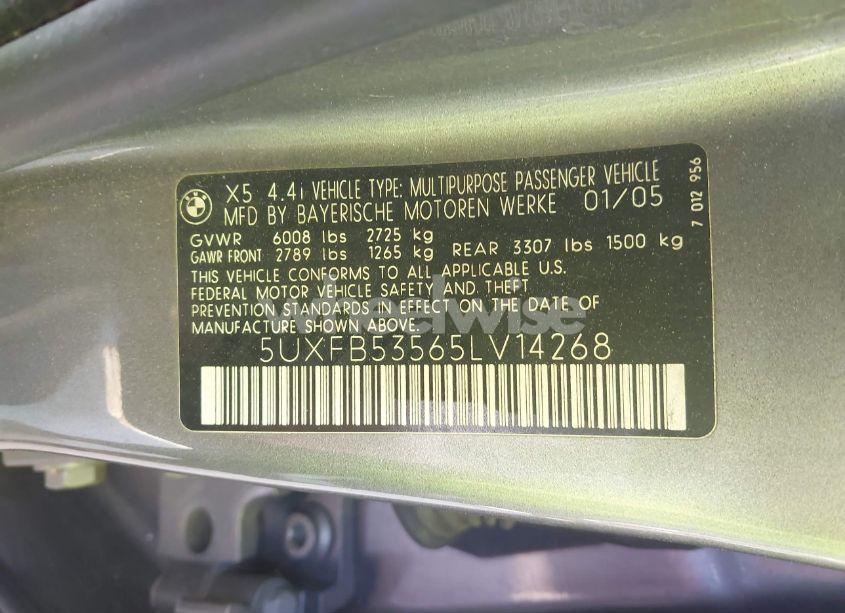 BMW
X5 4.4i VEHICLE TYPE: MULTIPURPOSE PASSENGER VEHICLE
MFD BY BAYERISCHE MOTOREN WERKE 01/05
GVWR 6008 lbs 2725 kg
GAWR FRONT 2789 lbs 1265 kg REAR 3307 lbs 1500 kg
THIS VEHICLE CONFORMS TO ALL APPLICABLE U.S.
FEDERAL MOTOR VEHICLE SAFETY AND THEFT
PREVENTION STANDARDS IN EFFECT ON THE DATE OF
MANUFACTURE SHOWN ABOVE.
5UXFB53565LV14268
7 012 956
wheelwise